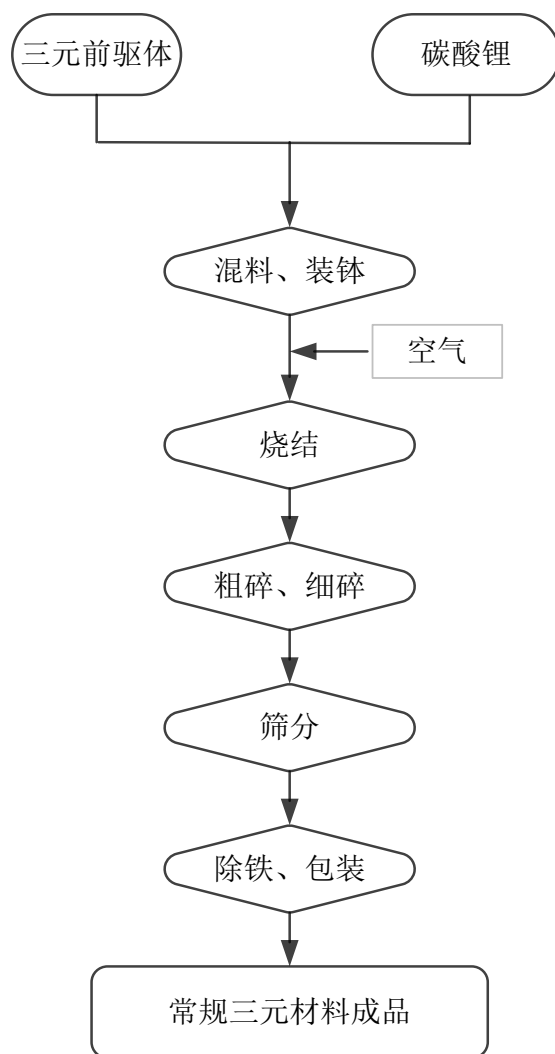 三元前驱体
碳酸锂
混料、装钵
空气
烧结
粗碎、细碎
筛分
除铁、包装
常规三元材料成品